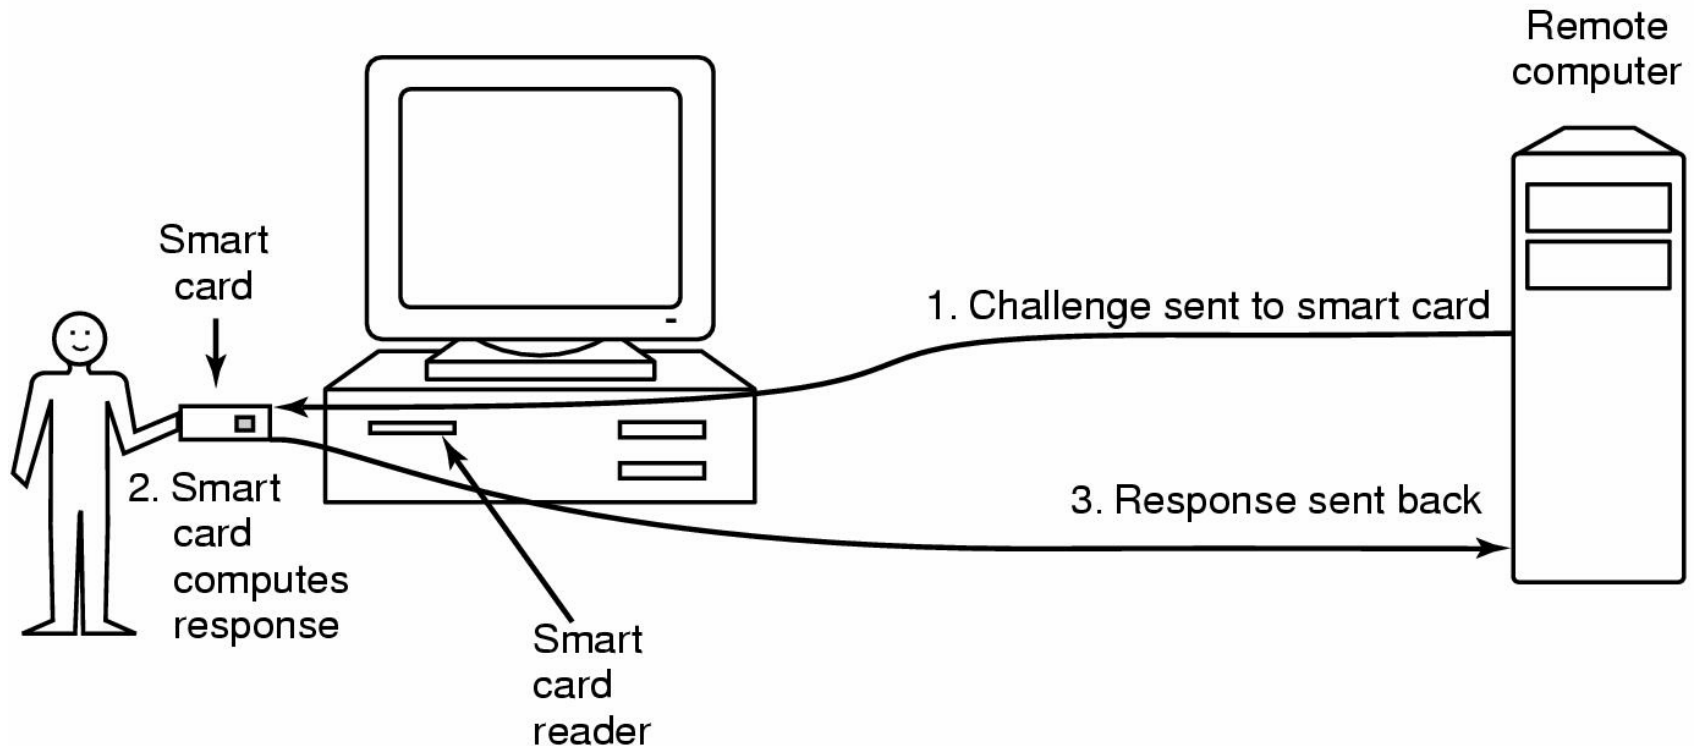 Remote
computer
Smart
card
1. Challenge sent to smart card
2. Smart
card
computes
response
3. Response sent back
Smart
card
reader